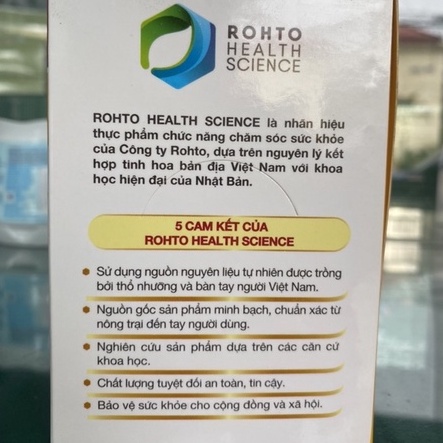 ROHTO
HEALTH
SCIENCE
ROHTO HEALTH SCIENCE là nhãn hiệu
thực phẩm chức năng chăm sóc sức khỏe
của Công ty Rohto, dựa trên nguyên lý kết
hợp tinh hoa bản địa Việt Nam với khoa
học hiện đại của Nhật Bản.
5 CAM KẾT CỦA
ROHTO HEALTH SCIENCE
Sử dụng nguồn nguyên liệu tự nhiên được trồng
bởi thổ nhưỡng và bàn tay người Việt Nam.
Nguồn gốc sản phẩm minh bạch, chuẩn xác từ
nông trại đến tay người dùng.
Nghiên cứu sản phẩm dựa trên các căn cứ
khoa học.
Chất lượng tuyệt đối an toàn, tin cậy.
Bảo vệ sức khỏe cho cộng đồng và xã hội.